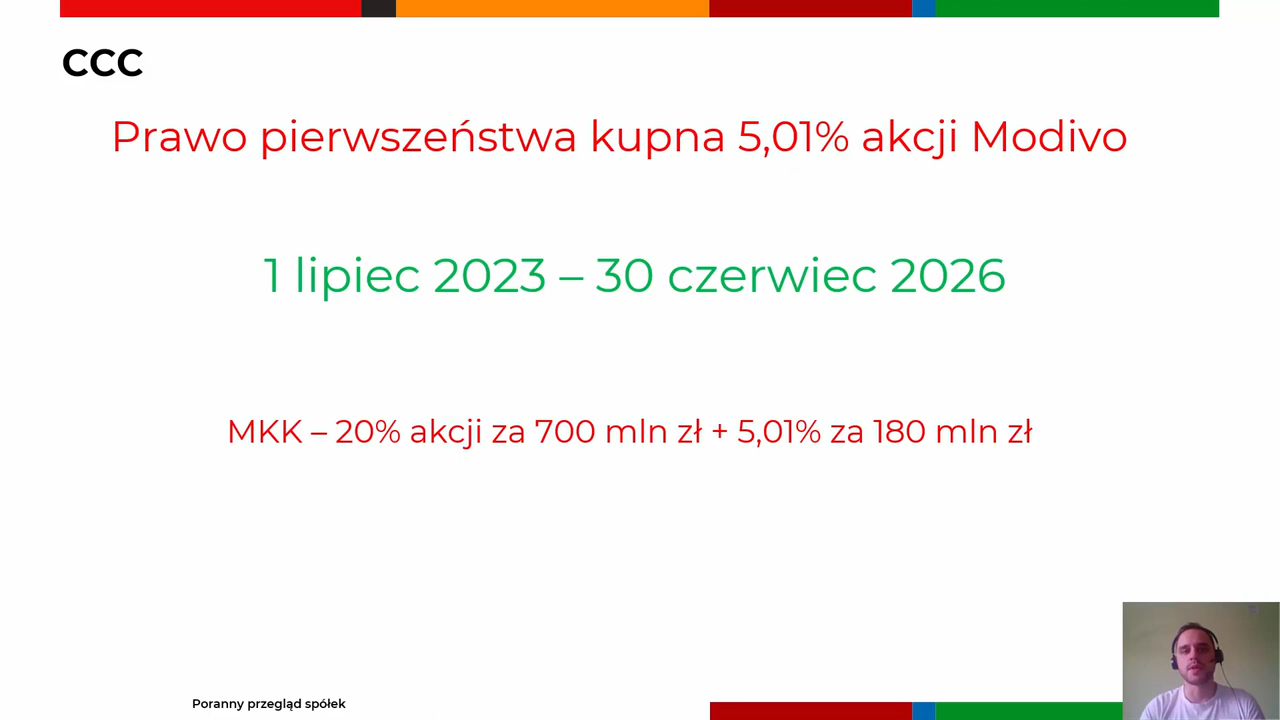 CCC
Prawo pierwszeństwa kupna 5,01% akcji Modivo
1 lipiec 2023 – 30 czerwiec 2026
MKK – 20% akcji za 700 mln zł + 5,01% za 180 mln zł
Poranny przegląd spółek